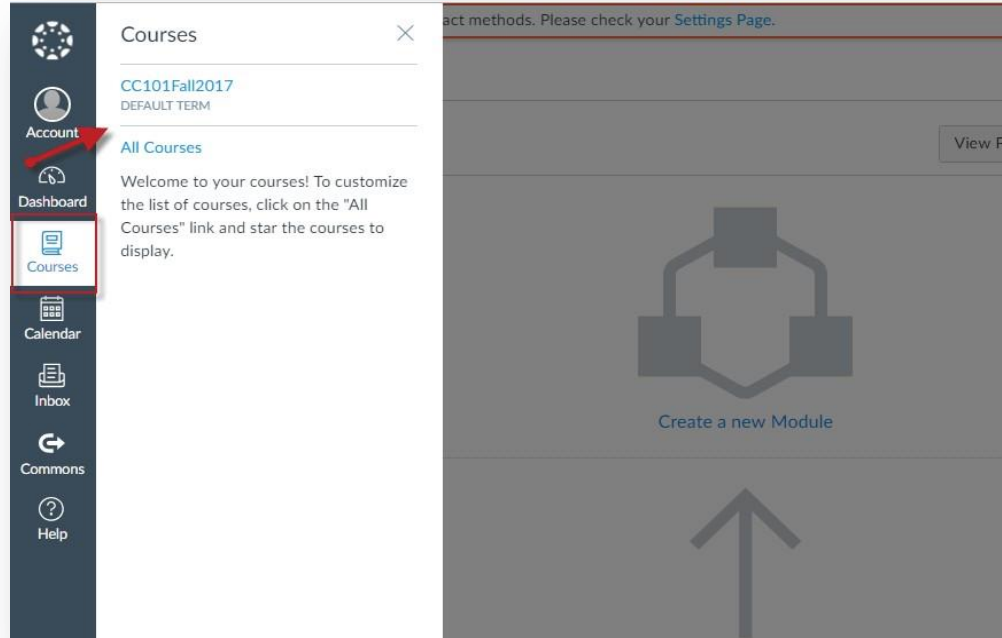 Account
Dashboard
Courses
Calendar
Inbox
Commons
Help
Courses
CC101Fall2017
DEFAULT TERM
All Courses
Welcome to your courses! To customize
the list of courses, click on the "All
Courses" link and star the courses to
display.
act methods. Please check your Settings Page.
View
Create a new Module